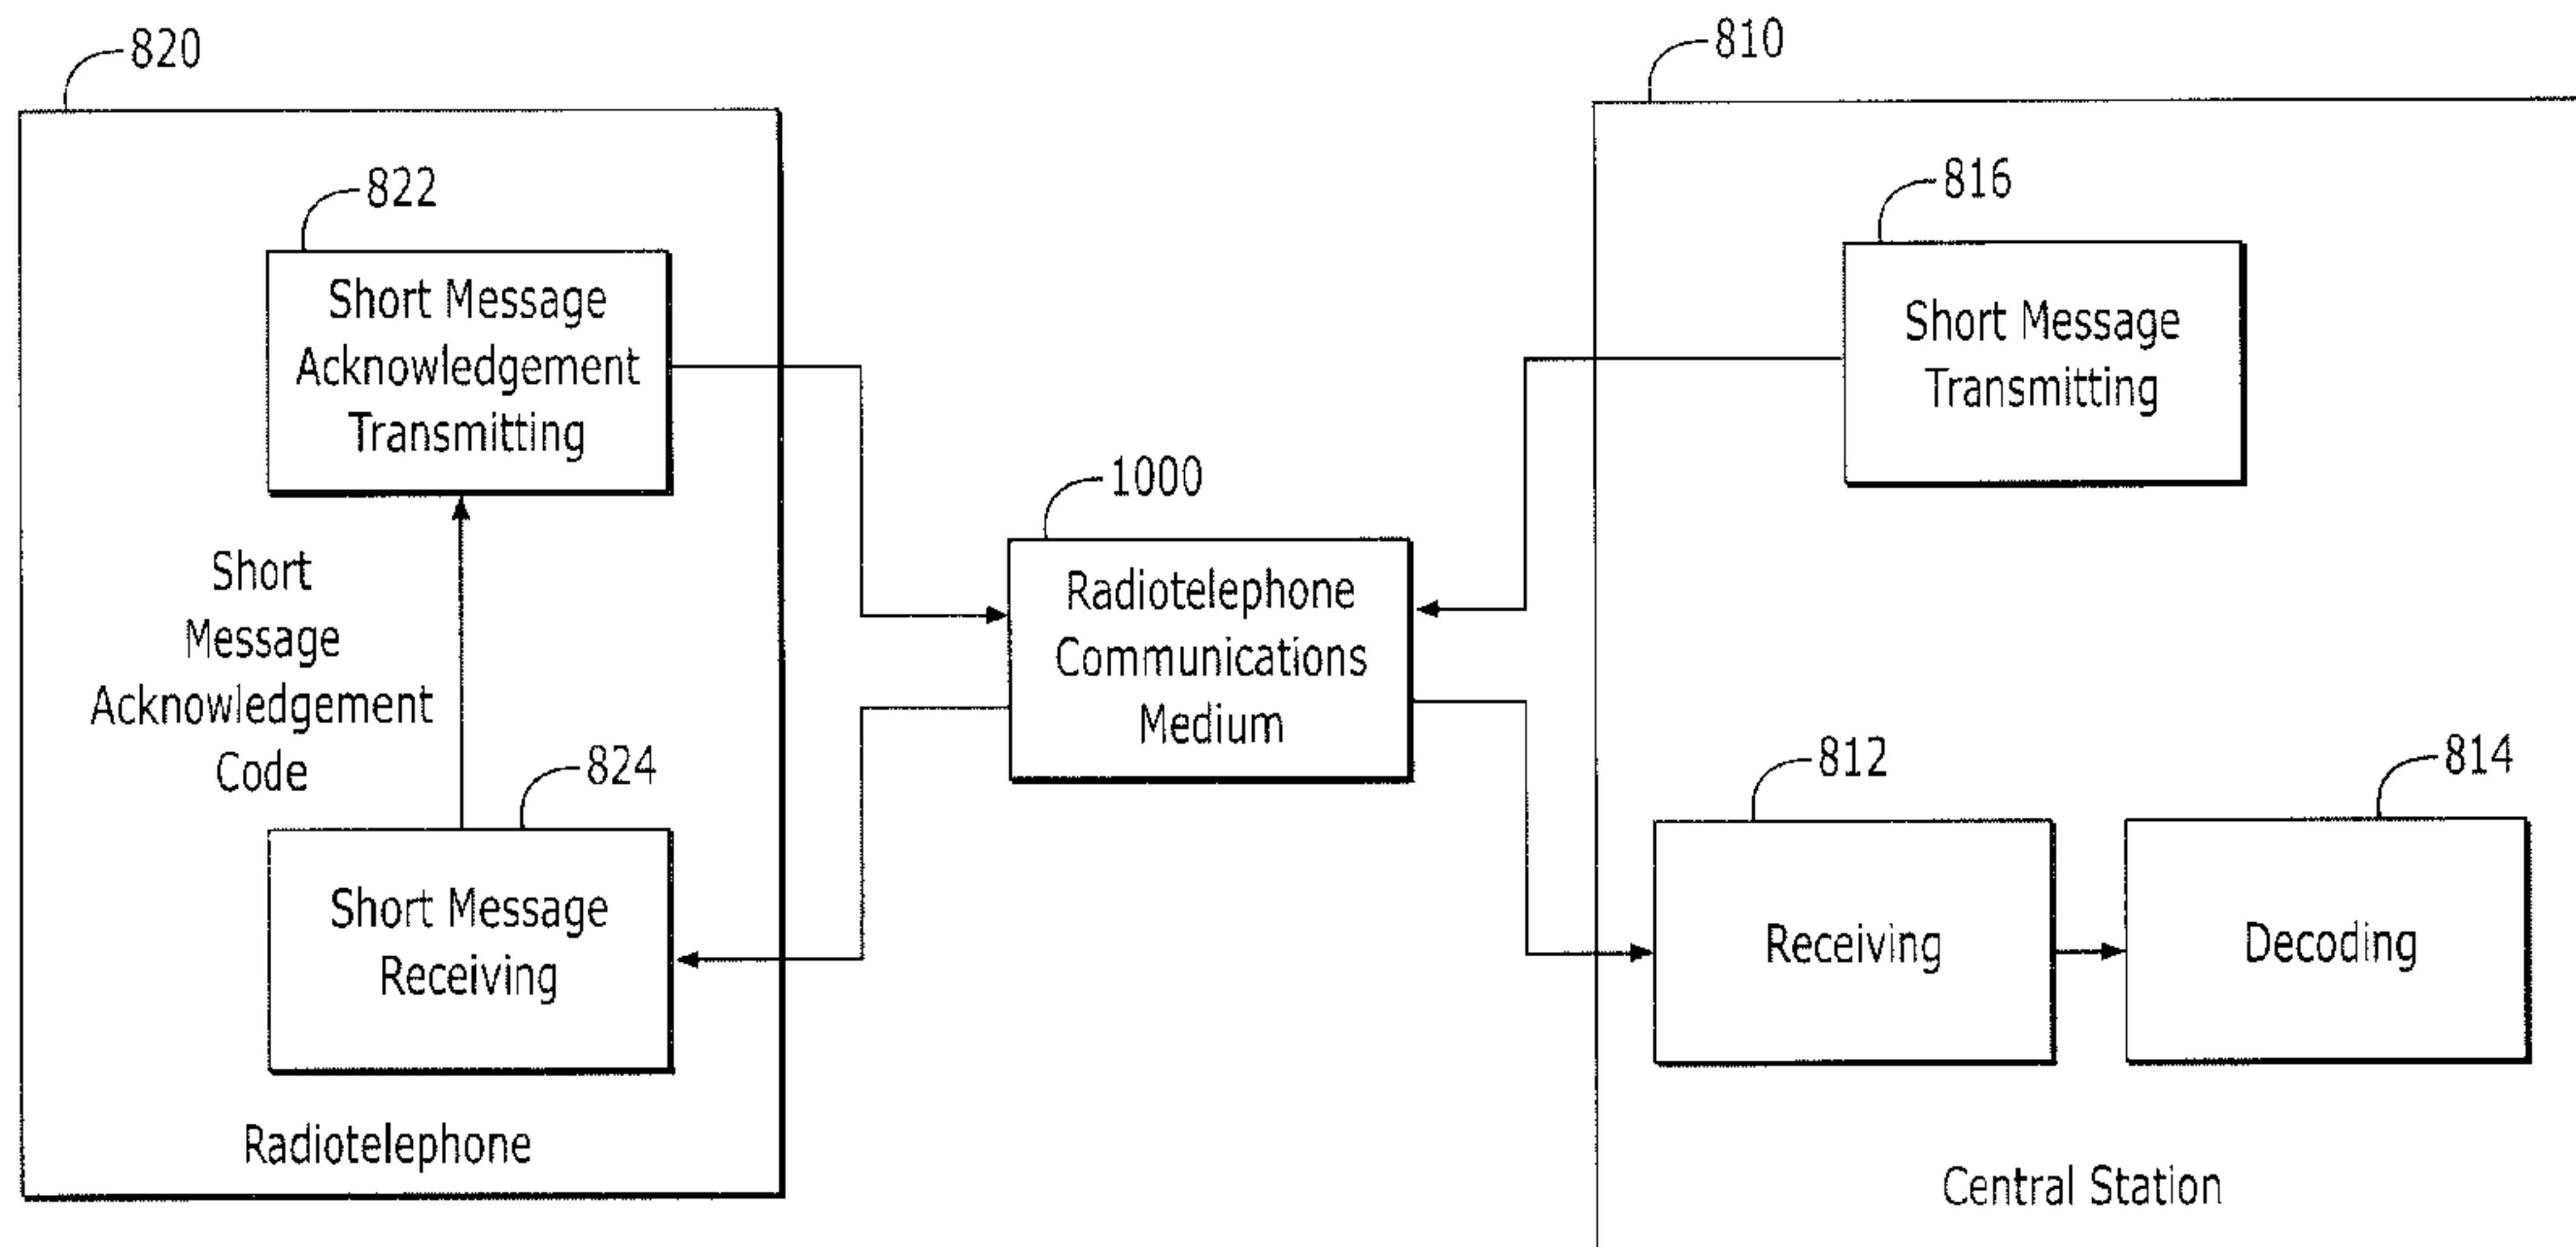 820
810
822
816
Short Message
Acknowledgement
Transmitting
Short Message
Transmitting
1000
Radiotelephone
Communications
Medium
Short
Message
Acknowledgement
Code
824
812
814
Short Message
Receiving
Receiving
Decoding
Radiotelephone
Central Station